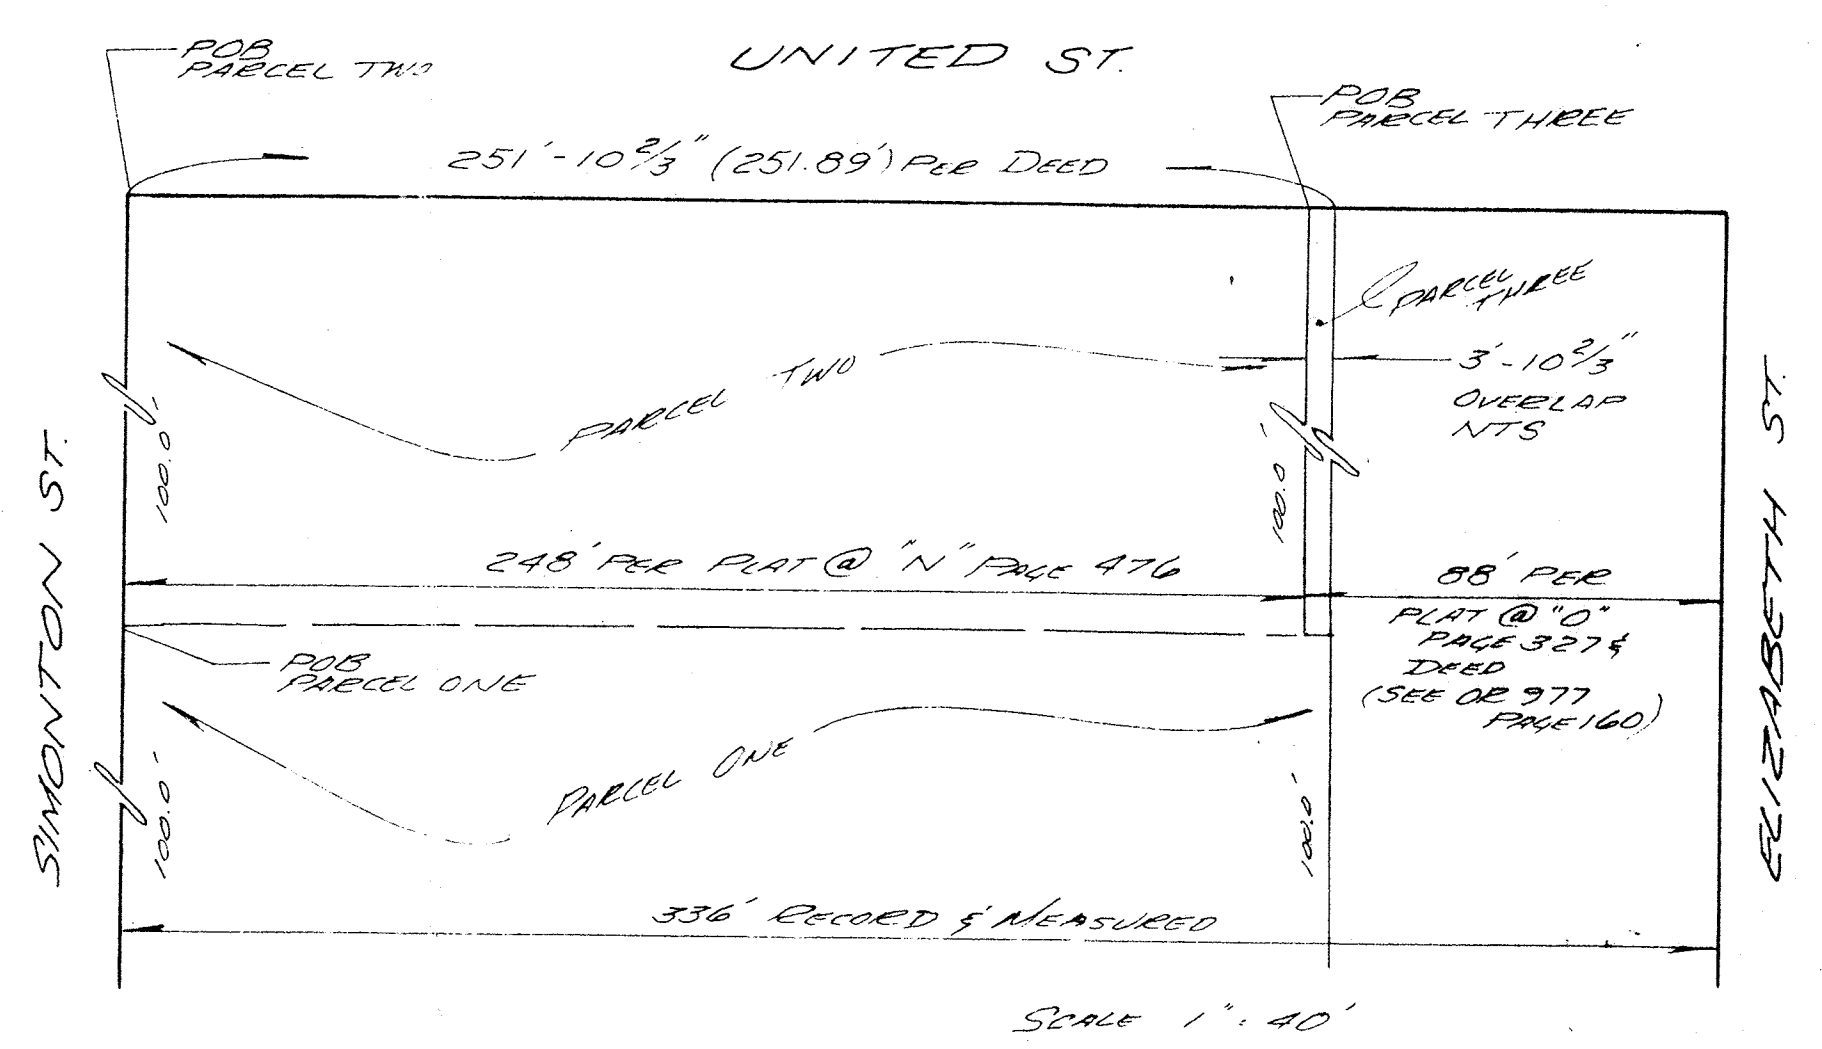 POB
PARCEL TWO
UNITED ST.
POB
PARCEL THREE
251'-10 2/3" (251.89') PER DEED
PARCEL
THREE
PARCEL TWO
3'-10 2/3"
OVERLAP
NTS
100.0'
100.0'
SIMONTON ST.
ELIZABETH ST.
248' PER PLAT @ "N" PAGE 476
88' PER
PLAT @ "O"
PAGE 327 &
DEED
(SEE OR 977
PAGE 160)
POB
PARCEL ONE
PARCEL ONE
100.0'
100.0'
336' RECORD & MEASURED
SCALE 1" : 40'